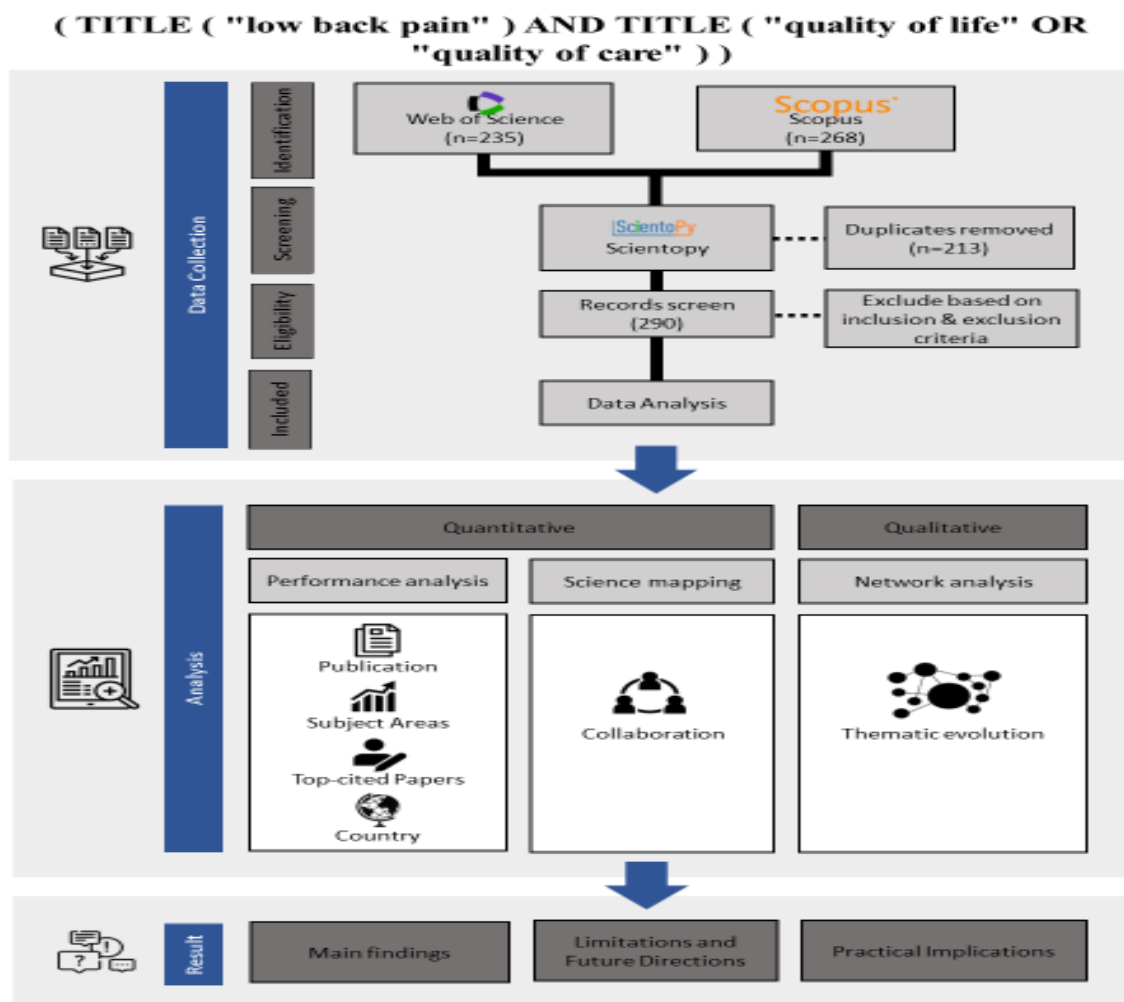 ( TITLE ( "low back pain" ) AND TITLE ( "quality of life" OR
"quality of care" ) )
Data Collection
Identification
Screening
Eligibility
Included
Web of Science
(n=235)
Scopus
Scopus
(n=268)
ScientoPy
Scientopy
Duplicates removed
(n=213)
Records screen
(290)
Exclude based on
inclusion & exclusion
criteria
Data Analysis
Analysis
Quantitative
Qualitative
Performance analysis
Science mapping
Network analysis
Publication
Subject Areas
Top-cited Papers
Country
Collaboration
Thematic evolution
Result
Main findings
Limitations and
Future Directions
Practical Implications